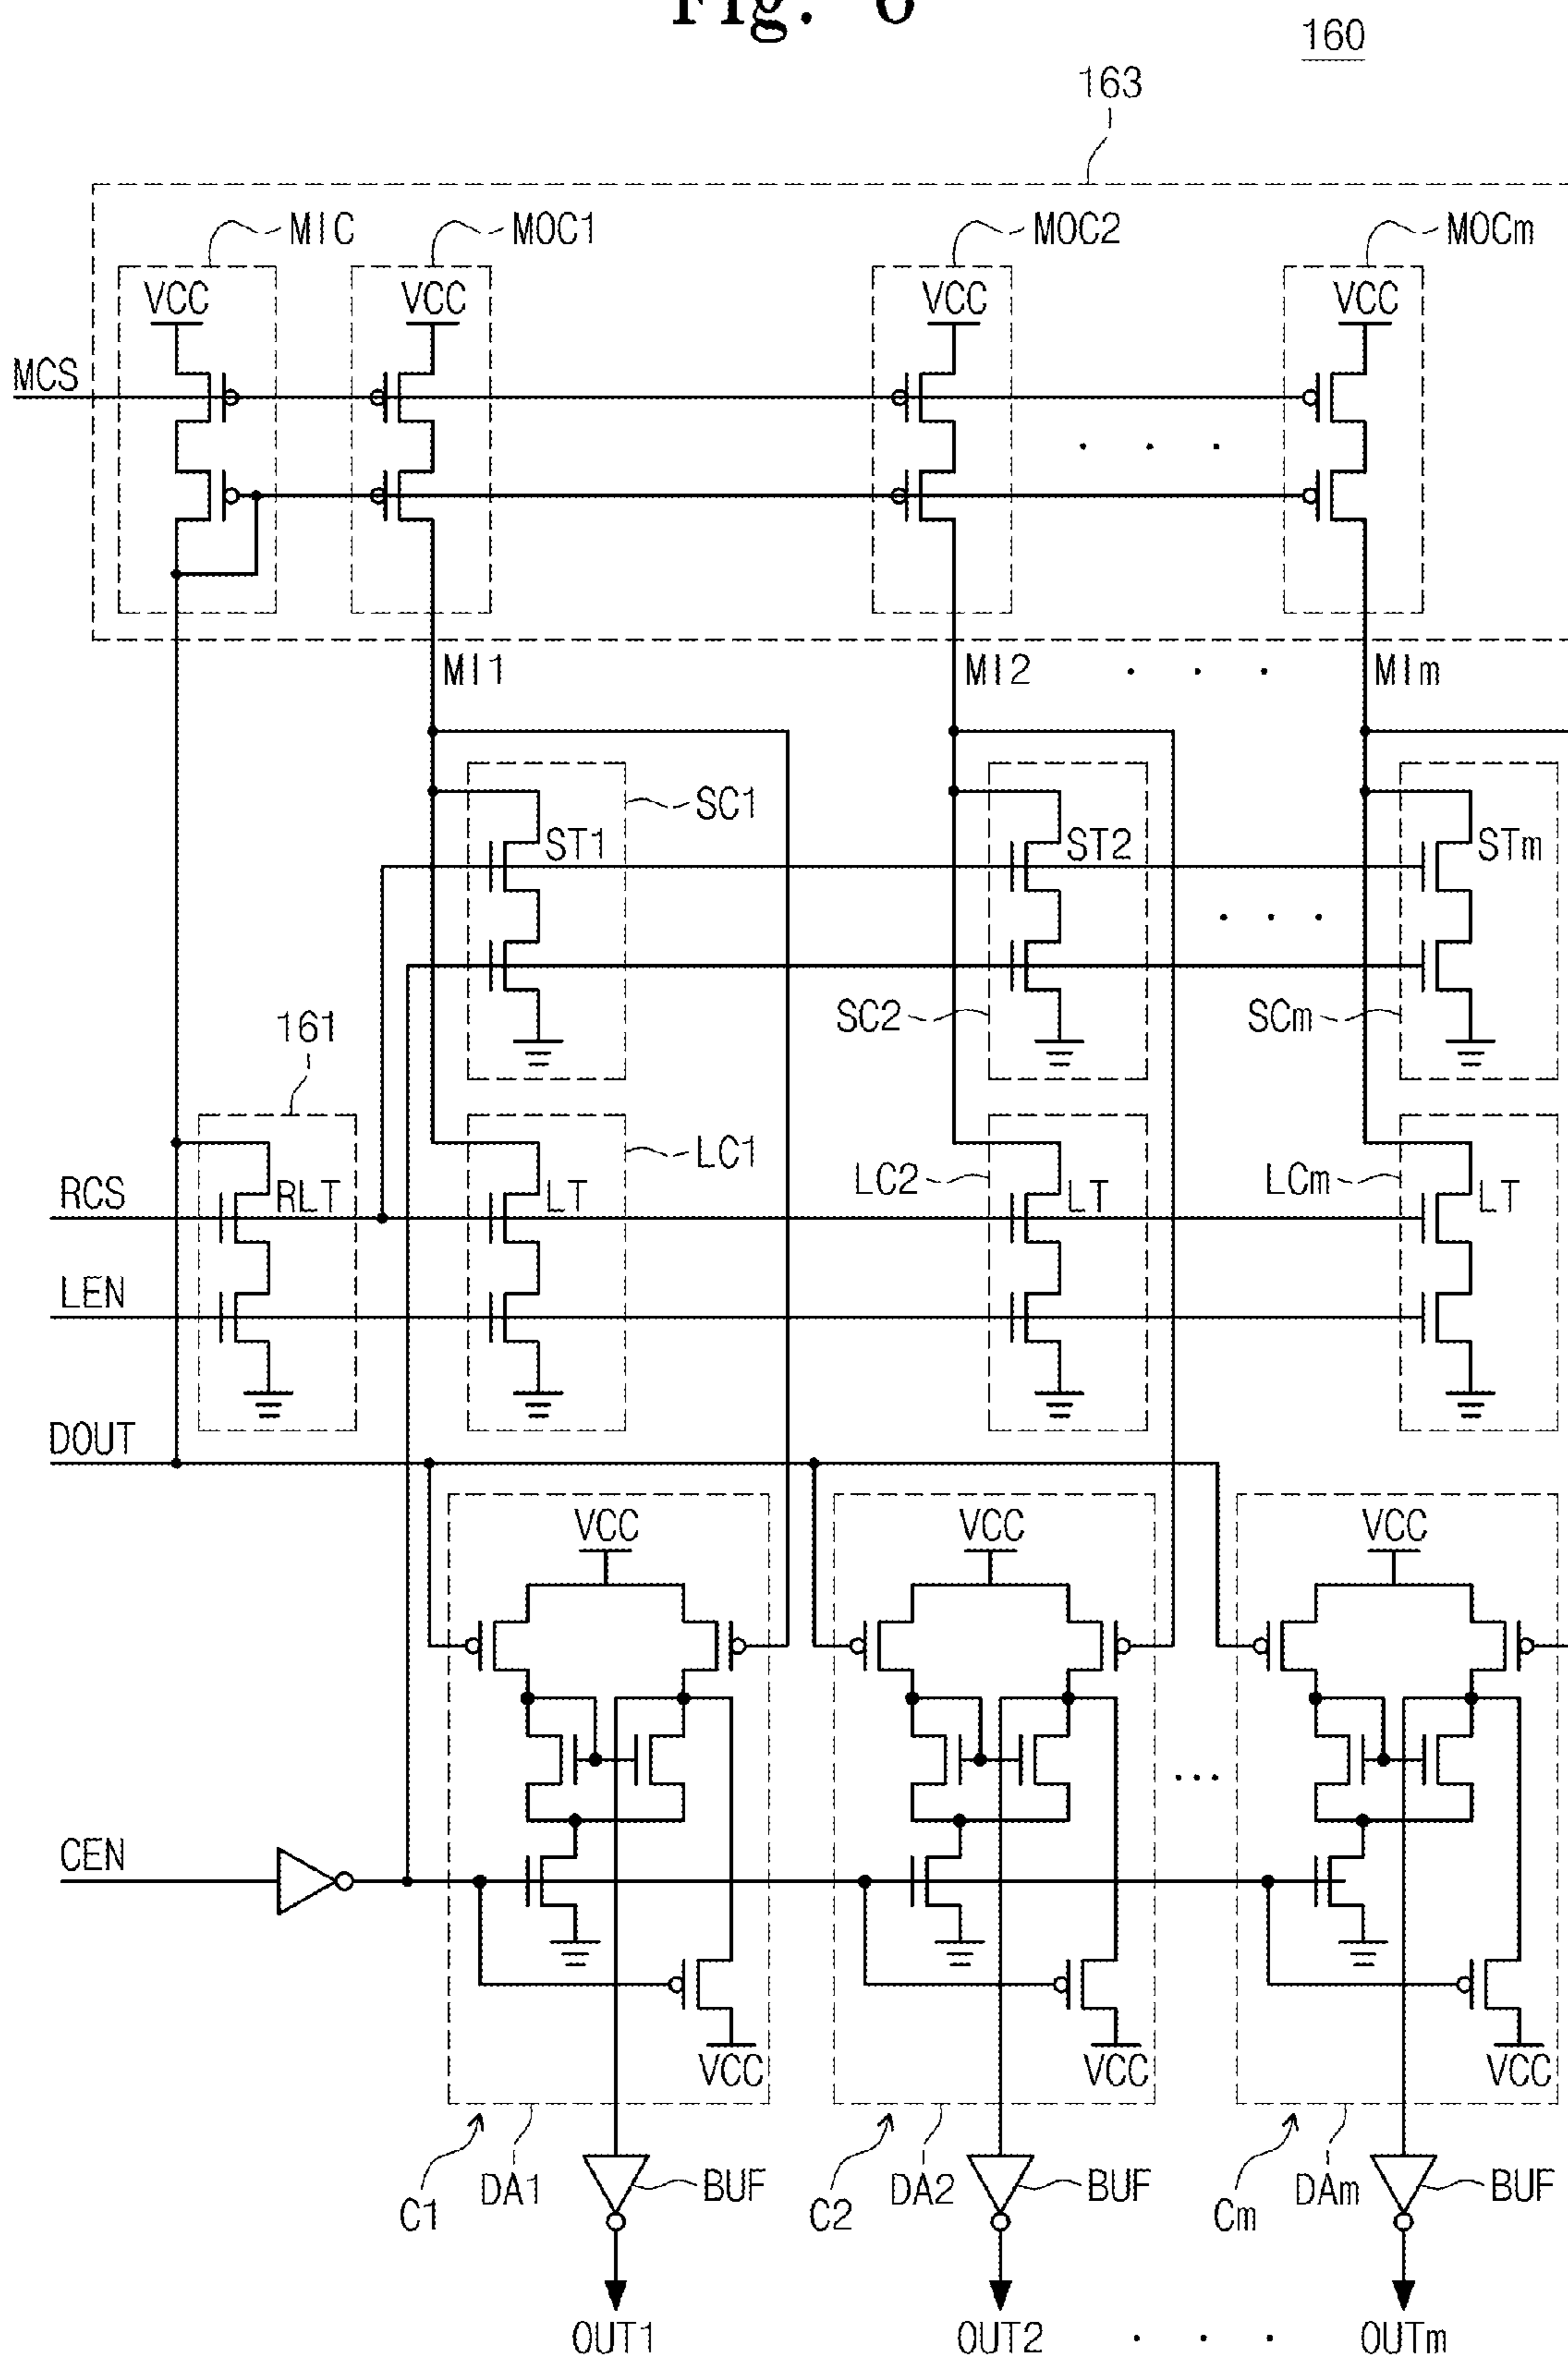 Fig. 6
160
163
MIC MOC1 MOC2 MOCm
VCC VCC VCC VCC
MCS
. . .
MI1 MI2 . . . MIm
SC1
ST1 ST2 STm
. . .
SC2 SCm
161
LC1
LC2 LCm
RCS RLT LT LT LT
LEN
DOUT
VCC VCC VCC
...
CEN
VCC VCC VCC
C1 DA1 BUF C2 DA2 BUF Cm DAm BUF
OUT1 OUT2 . . . OUTm